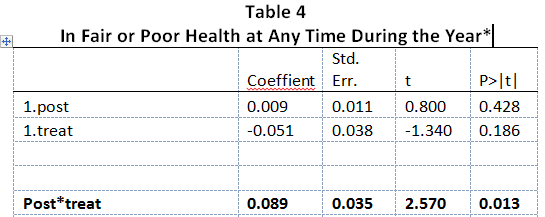 Table 4
In Fair or Poor Health at Any Time During the Year*
Coeffient Std. Err. t P>|t|
1.post 0.009 0.011 0.800 0.428
1.treat -0.051 0.038 -1.340 0.186
Post*treat 0.089 0.035 2.570 0.013